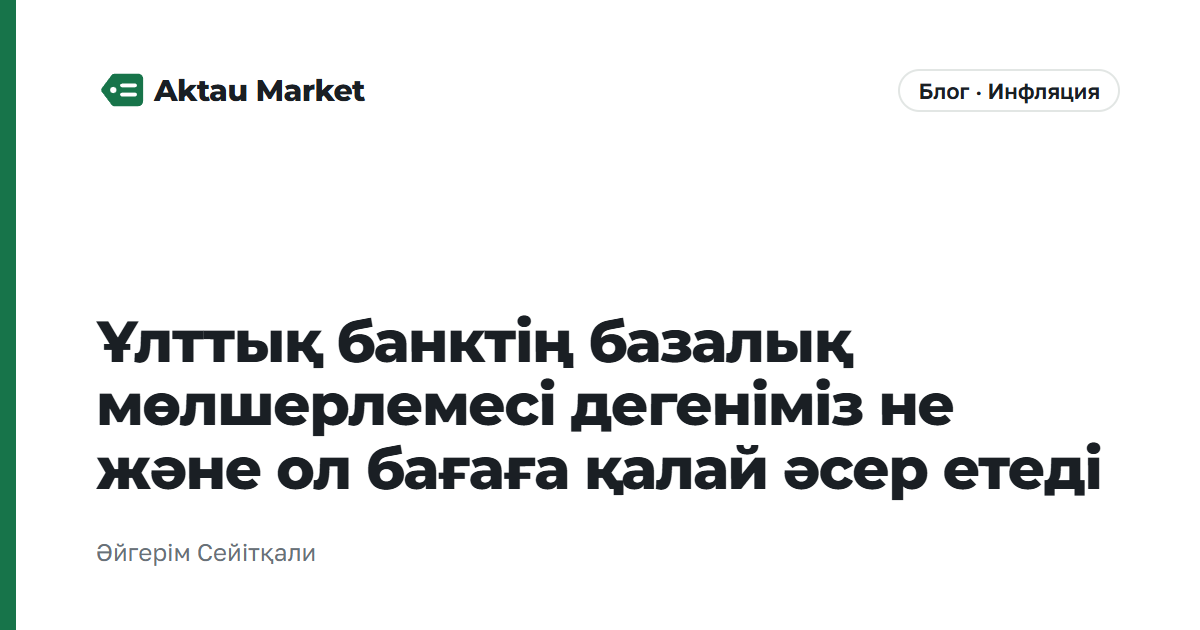 Aktau Market
Блог · Инфляция
Ұлттық банктің базалық
мөлшерлемесі дегеніміз не
және ол бағаға қалай әсер етеді
Әйгерім Сейітқали